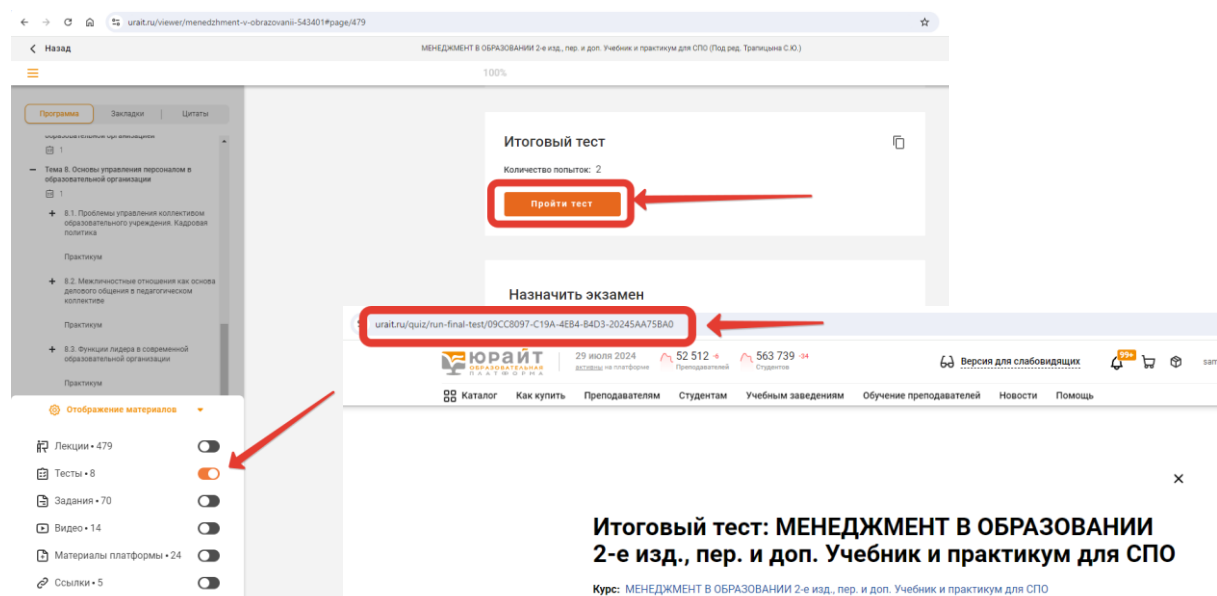 urait.ru/viewer/menedzhment-v-obrazovanii-543401#page/479
Назад
МЕНЕДЖМЕНТ В ОБРАЗОВАНИИ 2-е изд., пер. и доп. Учебник и практикум для СПО (Под ред. Трапицына С.Ю.)
100%
Программа
Закладки
Цитаты
образовательной организацией
1
Тема 8. Основы управления персоналом в
образовательной организации
1
8.1. Проблемы управления коллективом
образовательного учреждения. Кадровая
политика
Практикум
8.2. Межличностные отношения как основа
делового общения в педагогическом
коллективе
Практикум
8.3. Функции лидера в современной
образовательной организации
Практикум
Отображение материалов
Лекции • 479
Тесты • 8
Задания • 70
Видео • 14
Материалы платформы • 24
Ссылки • 5
Итоговый тест
Количество попыток: 2
Пройти тест
Назначить экзамен
urait.ru/quiz/run-final-test/09CC8097-C19A-4EB4-B4D3-20245AA75BA0
юрайт
ОБРАЗОВАТЕЛЬНАЯ
ПЛАТФОРМА
29 июля 2024
активны на платформе
52 512 -6
Преподавателей
563 739 -34
Студентов
Версия для слабовидящих
99+
sam
Каталог
Как купить
Преподавателям
Студентам
Учебным заведениям
Обучение преподавателей
Новости
Помощь
Итоговый тест: МЕНЕДЖМЕНТ В ОБРАЗОВАНИИ
2-е изд., пер. и доп. Учебник и практикум для СПО
Курс: МЕНЕДЖМЕНТ В ОБРАЗОВАНИИ 2-е изд., пер. и доп. Учебник и практикум для СПО